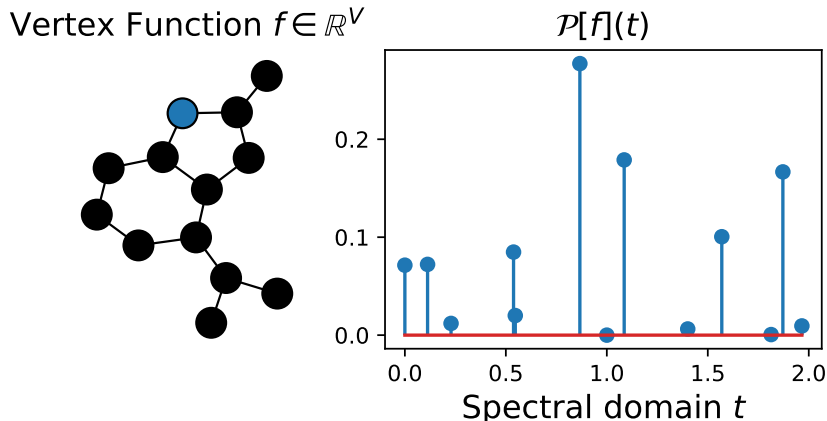 Vertex Function f ∈ ℝ^V
𝒫[f](t)
0.2
0.1
0.0
0.0 0.5 1.0 1.5 2.0
Spectral domain t